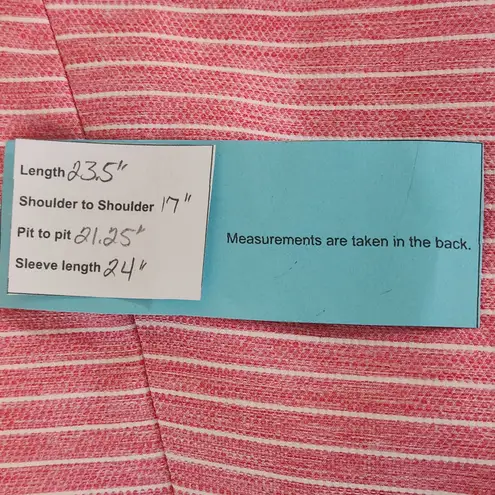 Length 23.5"
Shoulder to Shoulder 17"
Pit to pit 21.25"
Sleeve length 24"
Measurements are taken in the back.